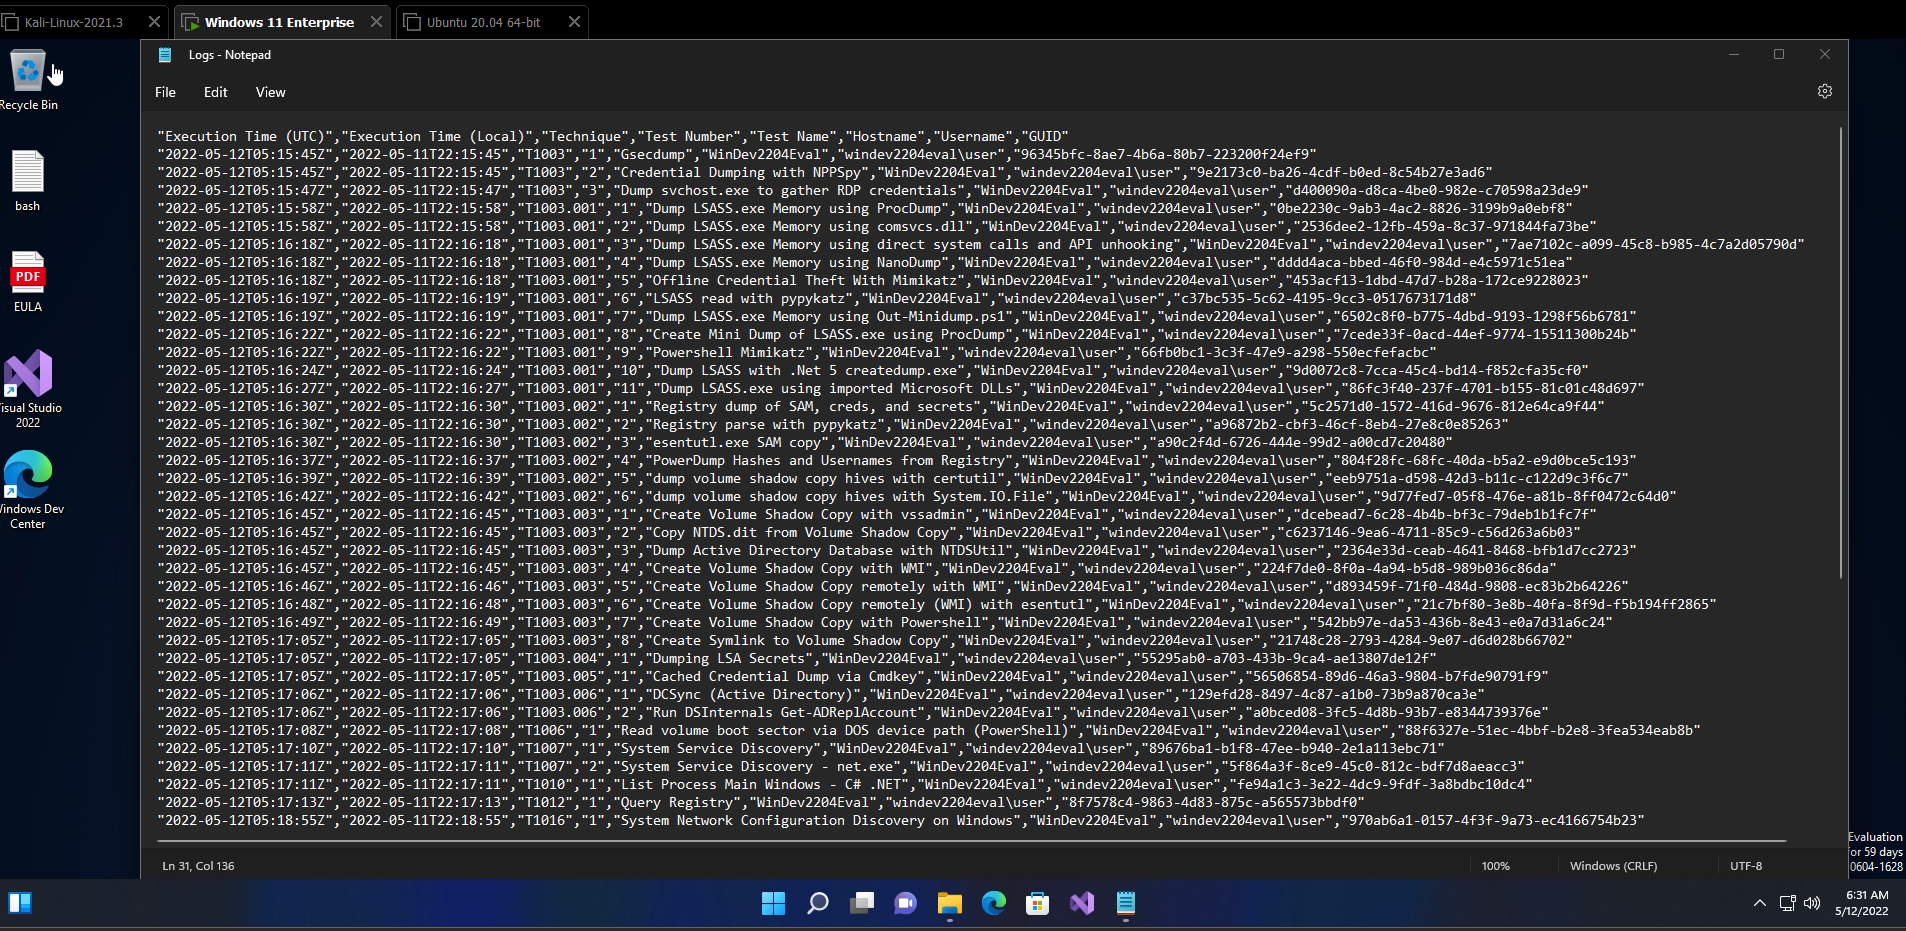 Kali-Linux-2021.3
Windows 11 Enterprise
Ubuntu 20.04 64-bit
Recycle Bin
bash
PDF
EULA
isual Studio
2022
indows Dev
Center
Logs - Notepad
File Edit View
"Execution Time (UTC)","Execution Time (Local)","Technique","Test Number","Test Name","Hostname","Username","GUID"
"2022-05-12T05:15:45Z","2022-05-11T22:15:45","T1003","1","Gsecdump","WinDev2204Eval","windev2204eval\user","96345bfc-8ae7-4b6a-80b7-223200f24ef9"
"2022-05-12T05:15:45Z","2022-05-11T22:15:45","T1003","2","Credential Dumping with NPPSpy","WinDev2204Eval","windev2204eval\user","9e2173c0-ba26-4cdf-b0ed-8c54b27e3ad6"
"2022-05-12T05:15:47Z","2022-05-11T22:15:47","T1003","3","Dump svchost.exe to gather RDP credentials","WinDev2204Eval","windev2204eval\user","d400090a-d8ca-4be0-982e-c70598a23de9"
"2022-05-12T05:15:58Z","2022-05-11T22:15:58","T1003.001","1","Dump LSASS.exe Memory using ProcDump","WinDev2204Eval","windev2204eval\user","0be2230c-9ab3-4ac2-8826-3199b9a0ebf8"
"2022-05-12T05:15:58Z","2022-05-11T22:15:58","T1003.001","2","Dump LSASS.exe Memory using comsvcs.dll","WinDev2204Eval","windev2204eval\user","2536dee2-12fb-459a-8c37-971844fa73be"
"2022-05-12T05:16:18Z","2022-05-11T22:16:18","T1003.001","3","Dump LSASS.exe Memory using direct system calls and API unhooking","WinDev2204Eval","windev2204eval\user","7ae7102c-a099-45c8-b985-4c7a2d05790d"
"2022-05-12T05:16:18Z","2022-05-11T22:16:18","T1003.001","4","Dump LSASS.exe Memory using NanoDump","WinDev2204Eval","windev2204eval\user","dddd4aca-bbed-46f0-984d-e4c5971c51ea"
"2022-05-12T05:16:18Z","2022-05-11T22:16:18","T1003.001","5","Offline Credential Theft With Mimikatz","WinDev2204Eval","windev2204eval\user","453acf13-1dbd-47d7-b28a-172ce9228023"
"2022-05-12T05:16:19Z","2022-05-11T22:16:19","T1003.001","6","LSASS read with pypykatz","WinDev2204Eval","windev2204eval\user","c37bc535-5c62-4195-9cc3-0517673171d8"
"2022-05-12T05:16:19Z","2022-05-11T22:16:19","T1003.001","7","Dump LSASS.exe Memory using Out-Minidump.ps1","WinDev2204Eval","windev2204eval\user","6502c8f0-b775-4dbd-9193-1298f56b6781"
"2022-05-12T05:16:22Z","2022-05-11T22:16:22","T1003.001","8","Create Mini Dump of LSASS.exe using ProcDump","WinDev2204Eval","windev2204eval\user","7cede33f-0acd-44ef-9774-15511300b24b"
"2022-05-12T05:16:22Z","2022-05-11T22:16:22","T1003.001","9","Powershell Mimikatz","WinDev2204Eval","windev2204eval\user","66fb0bc1-3c3f-47e9-a298-550ecfefacbc"
"2022-05-12T05:16:24Z","2022-05-11T22:16:24","T1003.001","10","Dump LSASS with .Net 5 createdump.exe","WinDev2204Eval","windev2204eval\user","9d0072c8-7cca-45c4-bd14-f852cfa35cf0"
"2022-05-12T05:16:27Z","2022-05-11T22:16:27","T1003.001","11","Dump LSASS.exe using imported Microsoft DLLs","WinDev2204Eval","windev2204eval\user","86fc3f40-237f-4701-b155-81c01c48d697"
"2022-05-12T05:16:30Z","2022-05-11T22:16:30","T1003.002","1","Registry dump of SAM, creds, and secrets","WinDev2204Eval","windev2204eval\user","5c2571d0-1572-416d-9676-812e64ca9f44"
"2022-05-12T05:16:30Z","2022-05-11T22:16:30","T1003.002","2","Registry parse with pypykatz","WinDev2204Eval","windev2204eval\user","a96872b2-cbf3-46cf-8eb4-27e8c0e85263"
"2022-05-12T05:16:30Z","2022-05-11T22:16:30","T1003.002","3","esentutl.exe SAM copy","WinDev2204Eval","windev2204eval\user","a90c2f4d-6726-444e-99d2-a00cd7c20480"
"2022-05-12T05:16:37Z","2022-05-11T22:16:37","T1003.002","4","PowerDump Hashes and Usernames from Registry","WinDev2204Eval","windev2204eval\user","804f28fc-68fc-40da-b5a2-e9d0bce5c193"
"2022-05-12T05:16:39Z","2022-05-11T22:16:39","T1003.002","5","dump volume shadow copy hives with certutil","WinDev2204Eval","windev2204eval\user","eeb9751a-d598-42d3-b11c-c122d9c3f6c7"
"2022-05-12T05:16:42Z","2022-05-11T22:16:42","T1003.002","6","dump volume shadow copy hives with System.IO.File","WinDev2204Eval","windev2204eval\user","9d77fed7-05f8-476e-a81b-8ff0472c64d0"
"2022-05-12T05:16:45Z","2022-05-11T22:16:45","T1003.003","1","Create Volume Shadow Copy with vssadmin","WinDev2204Eval","windev2204eval\user","dcebead7-6c28-4b4b-bf3c-79deb1b1fc7f"
"2022-05-12T05:16:45Z","2022-05-11T22:16:45","T1003.003","2","Copy NTDS.dit from Volume Shadow Copy","WinDev2204Eval","windev2204eval\user","c6237146-9ea6-4711-85c9-c56d263a6b03"
"2022-05-12T05:16:45Z","2022-05-11T22:16:45","T1003.003","3","Dump Active Directory Database with NTDSUtil","WinDev2204Eval","windev2204eval\user","2364e33d-ceab-4641-8468-bfb1d7cc2723"
"2022-05-12T05:16:45Z","2022-05-11T22:16:45","T1003.003","4","Create Volume Shadow Copy with WMI","WinDev2204Eval","windev2204eval\user","224f7de0-8f0a-4a94-b5d8-989b036c86da"
"2022-05-12T05:16:46Z","2022-05-11T22:16:46","T1003.003","5","Create Volume Shadow Copy remotely with WMI","WinDev2204Eval","windev2204eval\user","d893459f-71f0-484d-9808-ec83b2b64226"
"2022-05-12T05:16:48Z","2022-05-11T22:16:48","T1003.003","6","Create Volume Shadow Copy remotely (WMI) with esentutl","WinDev2204Eval","windev2204eval\user","21c7bf80-3e8b-40fa-8f9d-f5b194ff2865"
"2022-05-12T05:16:49Z","2022-05-11T22:16:49","T1003.003","7","Create Volume Shadow Copy with Powershell","WinDev2204Eval","windev2204eval\user","542bb97e-da53-436b-8e43-e0a7d31a6c24"
"2022-05-12T05:17:05Z","2022-05-11T22:17:05","T1003.003","8","Create Symlink to Volume Shadow Copy","WinDev2204Eval","windev2204eval\user","21748c28-2793-4284-9e07-d6d028b66702"
"2022-05-12T05:17:05Z","2022-05-11T22:17:05","T1003.004","1","Dumping LSA Secrets","WinDev2204Eval","windev2204eval\user","55295ab0-a703-433b-9ca4-ae13807de12f"
"2022-05-12T05:17:05Z","2022-05-11T22:17:05","T1003.005","1","Cached Credential Dump via Cmdkey","WinDev2204Eval","windev2204eval\user","56506854-89d6-46a3-9804-b7fde90791f9"
"2022-05-12T05:17:06Z","2022-05-11T22:17:06","T1003.006","1","DCSync (Active Directory)","WinDev2204Eval","windev2204eval\user","129efd28-8497-4c87-a1b0-73b9a870ca3e"
"2022-05-12T05:17:06Z","2022-05-11T22:17:06","T1003.006","2","Run DSInternals Get-ADReplAccount","WinDev2204Eval","windev2204eval\user","a0bced08-3fc5-4d8b-93b7-e8344739376e"
"2022-05-12T05:17:08Z","2022-05-11T22:17:08","T1006","1","Read volume boot sector via DOS device path (PowerShell)","WinDev2204Eval","windev2204eval\user","88f6327e-51ec-4bbf-b2e8-3fea534eab8b"
"2022-05-12T05:17:10Z","2022-05-11T22:17:10","T1007","1","System Service Discovery","WinDev2204Eval","windev2204eval\user","89676ba1-b1f8-47ee-b940-2e1a113ebc71"
"2022-05-12T05:17:11Z","2022-05-11T22:17:11","T1007","2","System Service Discovery - net.exe","WinDev2204Eval","windev2204eval\user","5f864a3f-8ce9-45c0-812c-bdf7d8aeacc3"
"2022-05-12T05:17:11Z","2022-05-11T22:17:11","T1010","1","List Process Main Windows - C# .NET","WinDev2204Eval","windev2204eval\user","fe94a1c3-3e22-4dc9-9fdf-3a8bdbc10dc4"
"2022-05-12T05:17:13Z","2022-05-11T22:17:13","T1012","1","Query Registry","WinDev2204Eval","windev2204eval\user","8f7578c4-9863-4d83-875c-a565573bbdf0"
"2022-05-12T05:18:55Z","2022-05-11T22:18:55","T1016","1","System Network Configuration Discovery on Windows","WinDev2204Eval","windev2204eval\user","970ab6a1-0157-4f3f-9a73-ec4166754b23"
Ln 31, Col 136
100%
Windows (CRLF)
UTF-8
Evaluation
or 59 days
0604-1628
6:31 AM
5/12/2022